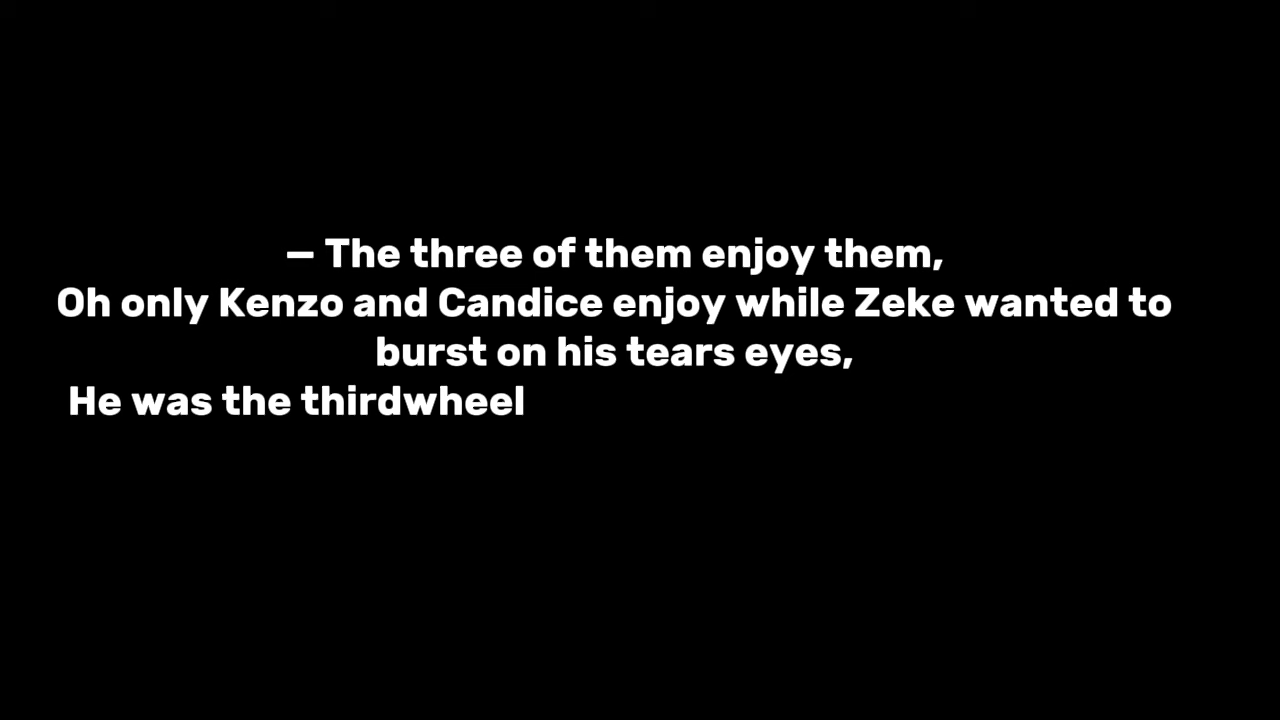 — The three of them enjoy them,
Oh only Kenzo and Candice enjoy while Zeke wanted to
burst on his tears eyes,
He was the thirdwheel